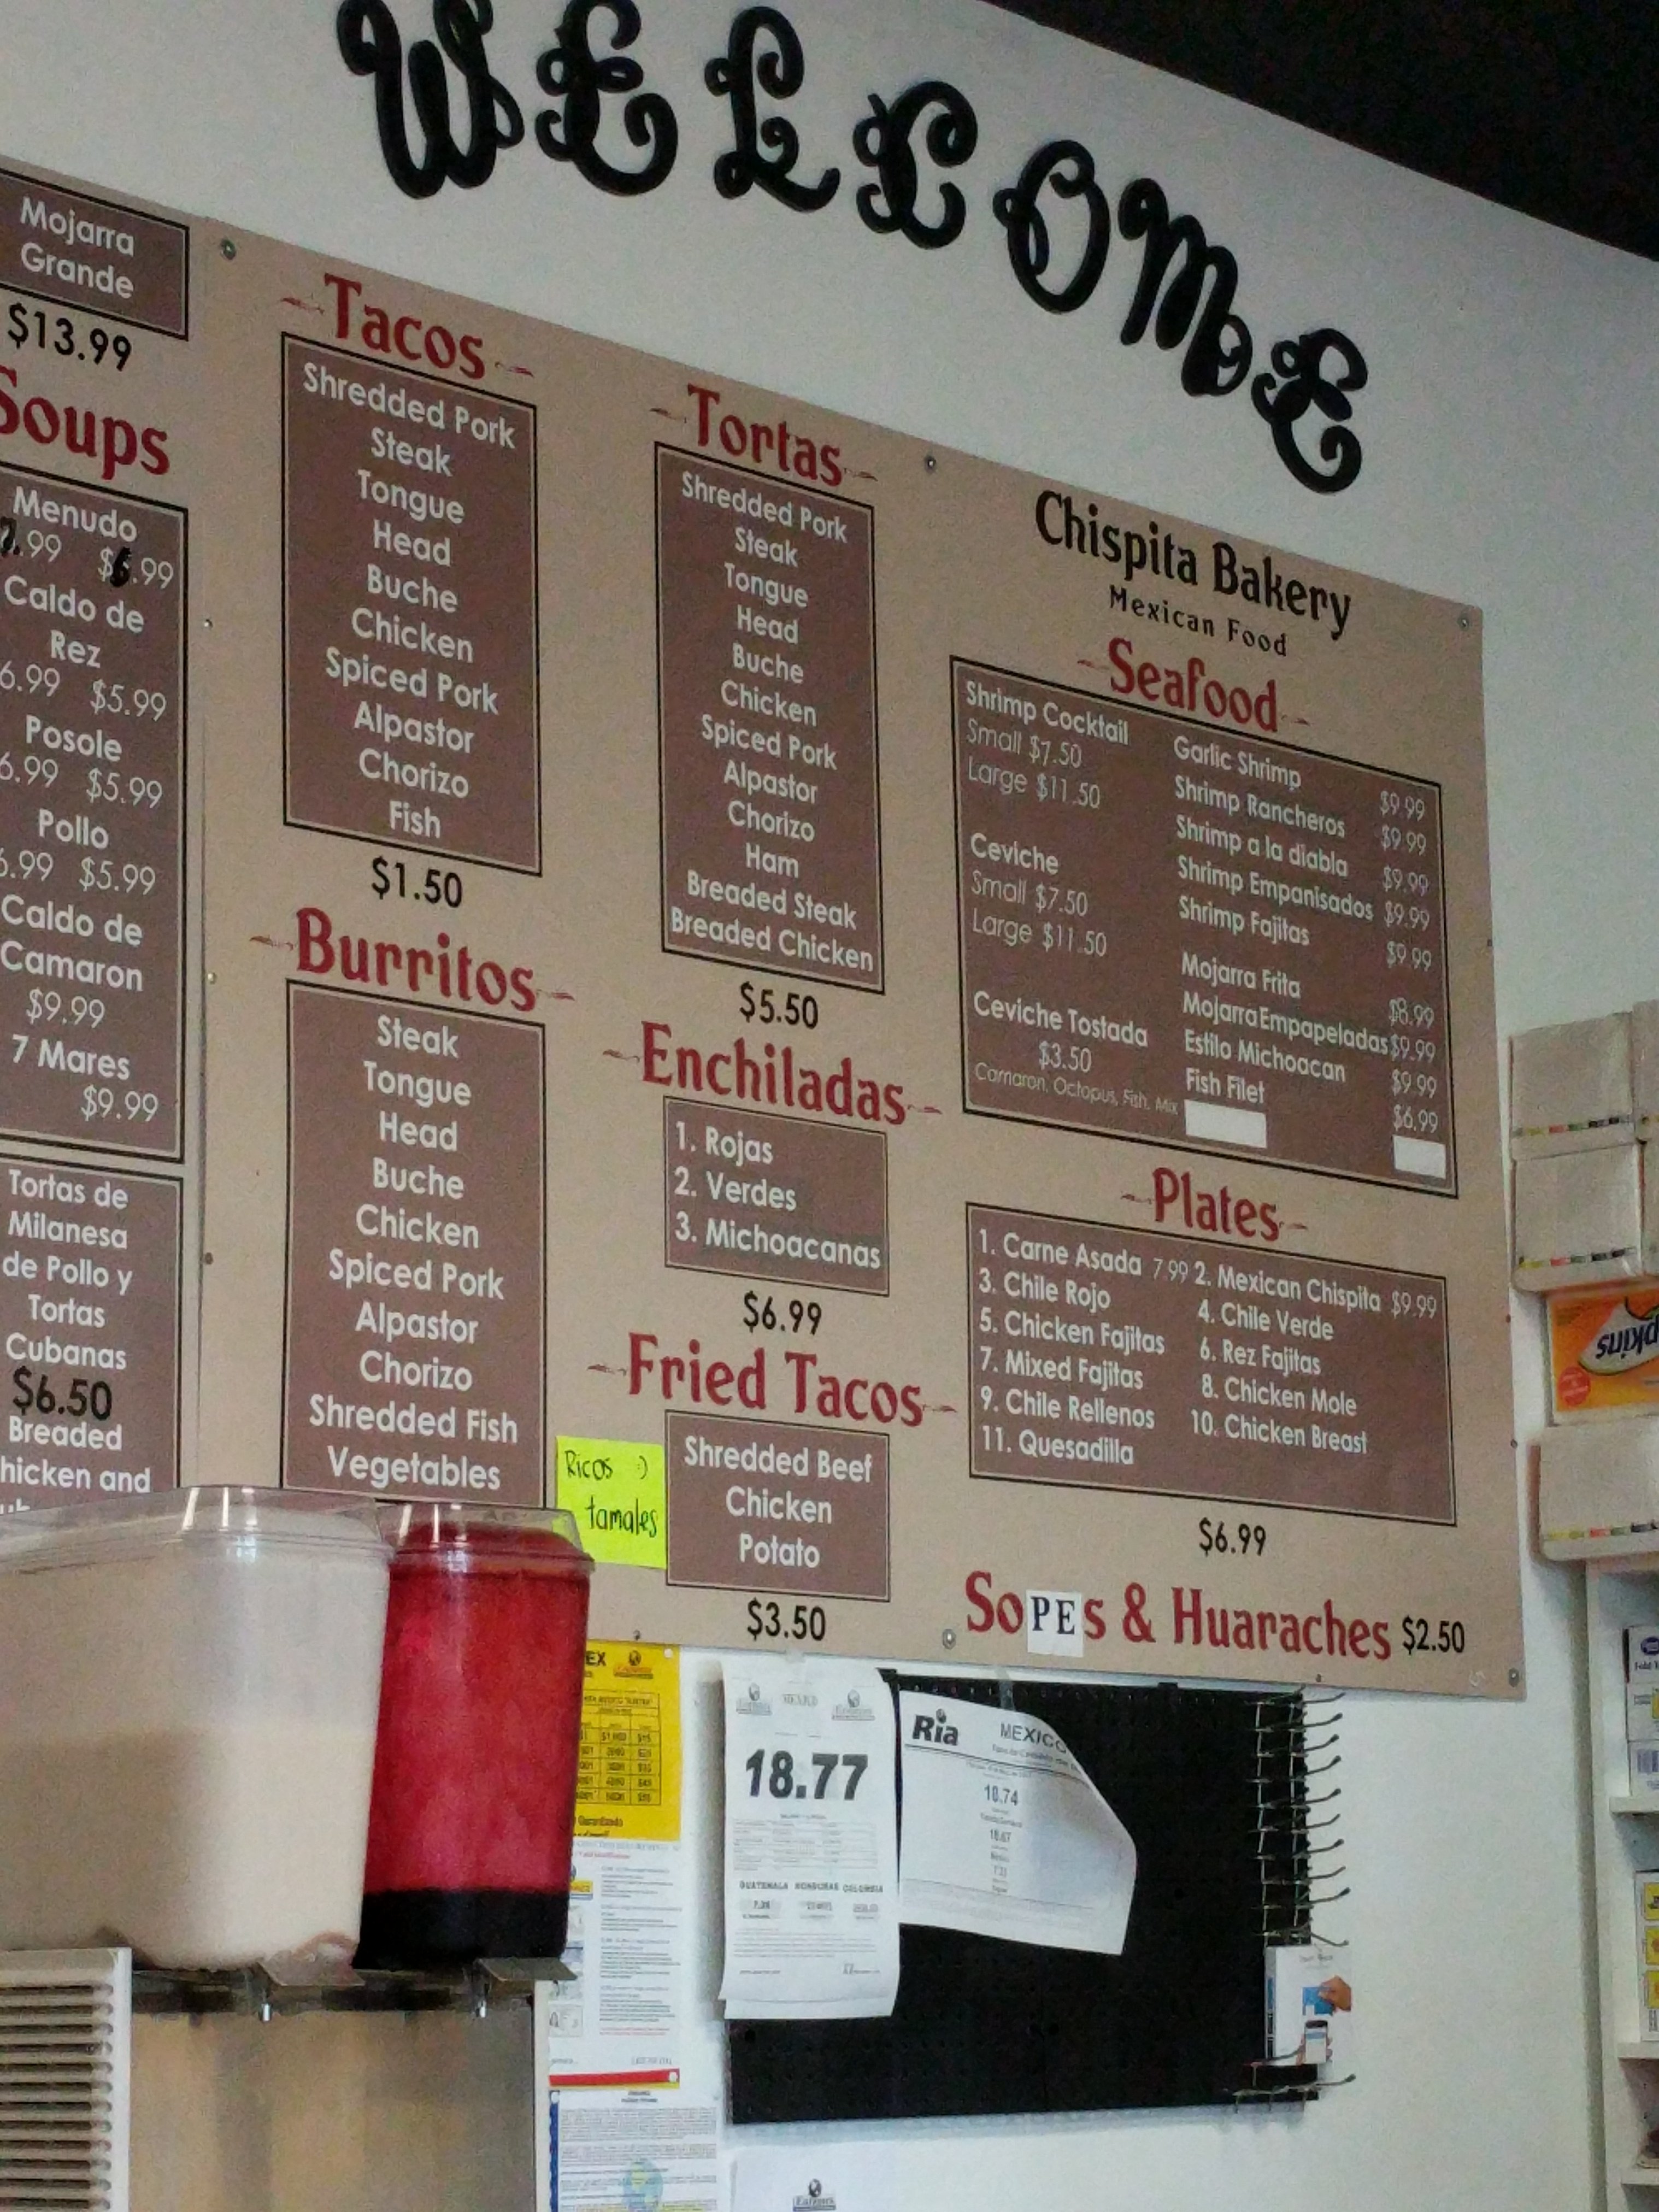 WELCOME
Mojarra
Grande
$13.99
Soups
Menudo
.99 $6.99
Caldo de
Rez
6.99 $5.99
Posole
6.99 $5.99
Pollo
6.99 $5.99
Caldo de
Camaron
$9.99
7 Mares
$9.99
Tortas de
Milanesa
de Pollo y
Tortas
Cubanas
$6.50
Breaded
hicken and
Tacos
Shredded Pork
Steak
Tongue
Head
Buche
Chicken
Spiced Pork
Alpastor
Chorizo
Fish
$1.50
Burritos
Steak
Tongue
Head
Buche
Chicken
Spiced Pork
Alpastor
Chorizo
Shredded Fish
Vegetables
Tortas
Shredded Pork
Steak
Tongue
Head
Buche
Chicken
Spiced Pork
Alpastor
Chorizo
Ham
Breaded Steak
Breaded Chicken
$5.50
Enchiladas
1. Rojas
2. Verdes
3. Michoacanas
$6.99
Fried Tacos
Shredded Beef
Chicken
Potato
$3.50
Ricos :)
tamales
Chispita Bakery
Mexican Food
Seafood
Shrimp Cocktail
Small $7.50
Large $11.50
Ceviche
Small $7.50
Large $11.50
Ceviche Tostada
$3.50
Camaron, Octopus, Fish, Mix
Garlic Shrimp $9.99
Shrimp Rancheros $9.99
Shrimp a la diabla $9.99
Shrimp Empanisados $9.99
Shrimp Fajitas $9.99
Mojarra Frita $8.99
Mojarra Empapeladas $9.99
Estilo Michoacan $9.99
Fish Filet $6.99
Plates
1. Carne Asada 7.99 2. Mexican Chispita $9.99
3. Chile Rojo 4. Chile Verde
5. Chicken Fajitas 6. Rez Fajitas
7. Mixed Fajitas 8. Chicken Mole
9. Chile Rellenos 10. Chicken Breast
11. Quesadilla
$6.99
Sopes & Huaraches $2.50
EX
MEXICO
18.77
GUATEMALA HONDURAS COLOMBIA
Ria MEXICO
18.74
18.67